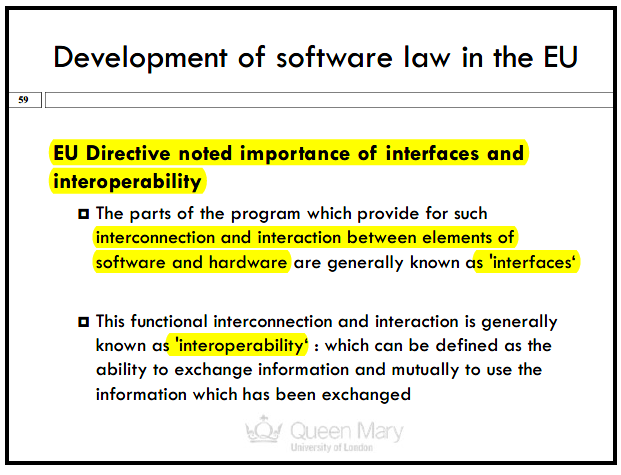 Development of software law in the EU
59
EU Directive noted importance of interfaces and
interoperability
The parts of the program which provide for such
interconnection and interaction between elements of
software and hardware are generally known as 'interfaces‘
This functional interconnection and interaction is generally
known as 'interoperability‘ : which can be defined as the
ability to exchange information and mutually to use the
information which has been exchanged
Queen Mary
University of London